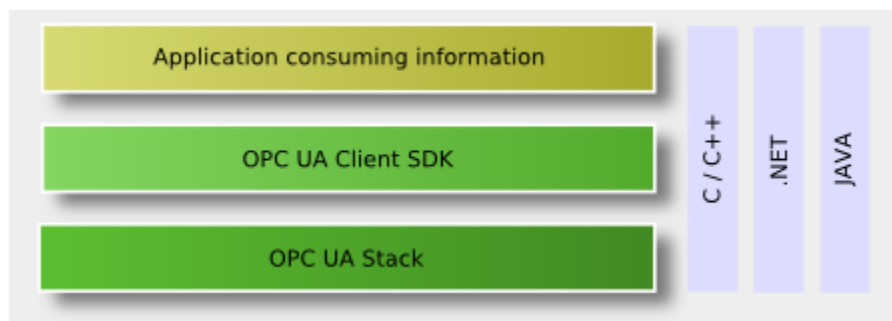 Application consuming information
OPC UA Client SDK
OPC UA Stack
C / C++
.NET
JAVA